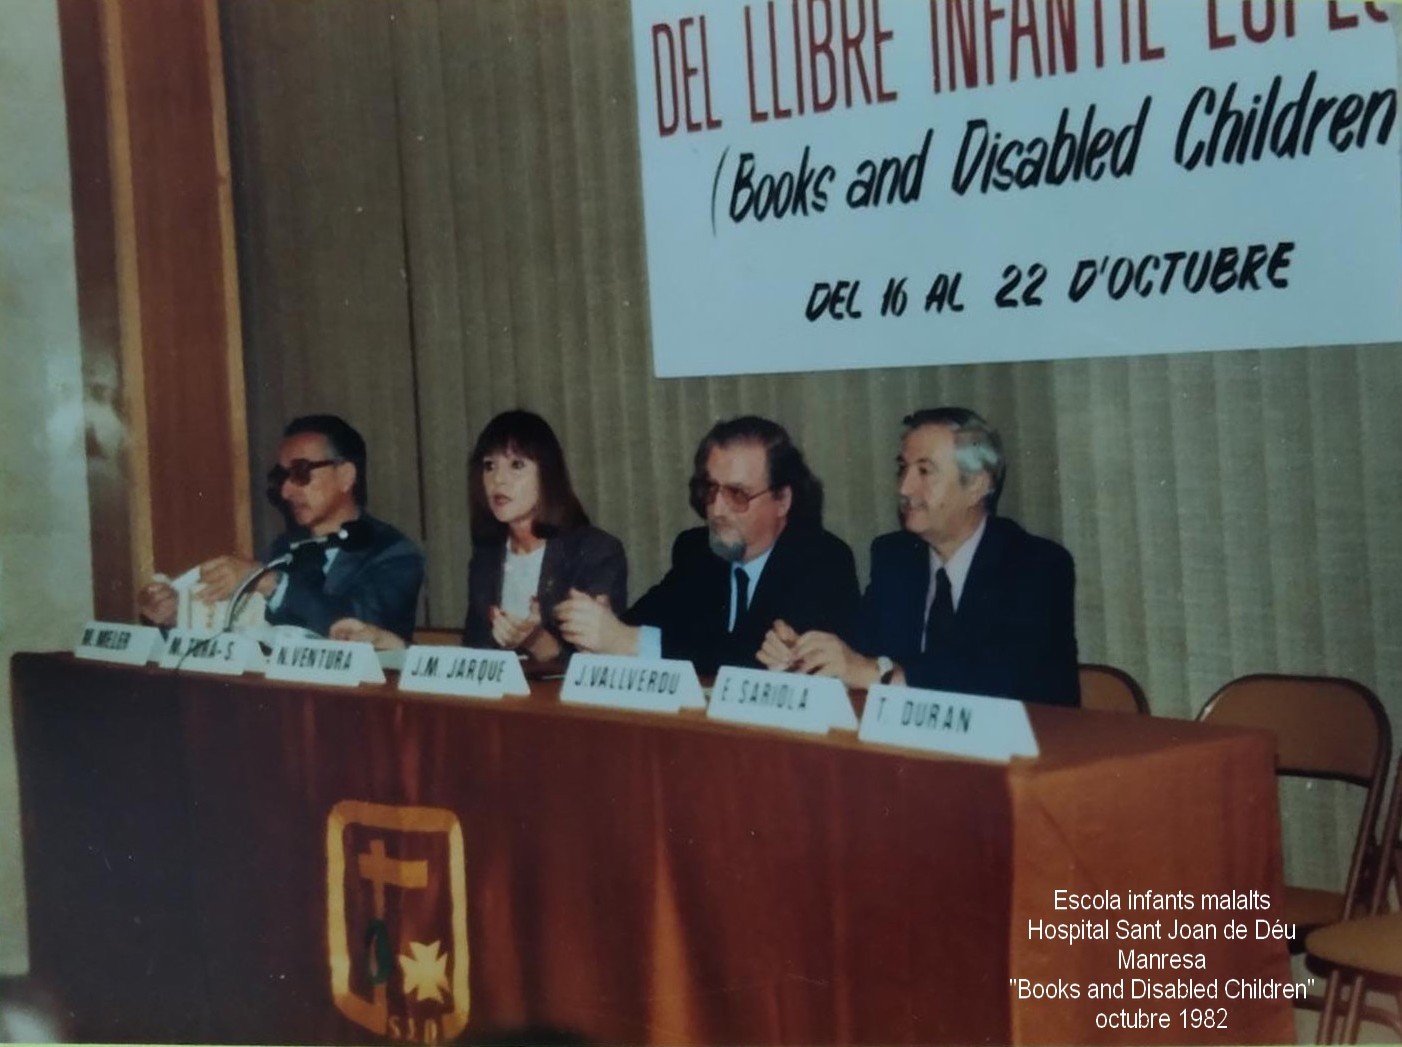 DEL LLIBRE INFANTIL
(Books and Disabled Children
DEL 16 AL 22 D'OCTUBRE
M. MELER
M. TURA-S.
N. VENTURA
J.M. JARQUE
J. VALLVERDU
E. SARIOLA
T. DURAN
Escola infants malalts
Hospital Sant Joan de Déu
Manresa
"Books and Disabled Children"
octubre 1982